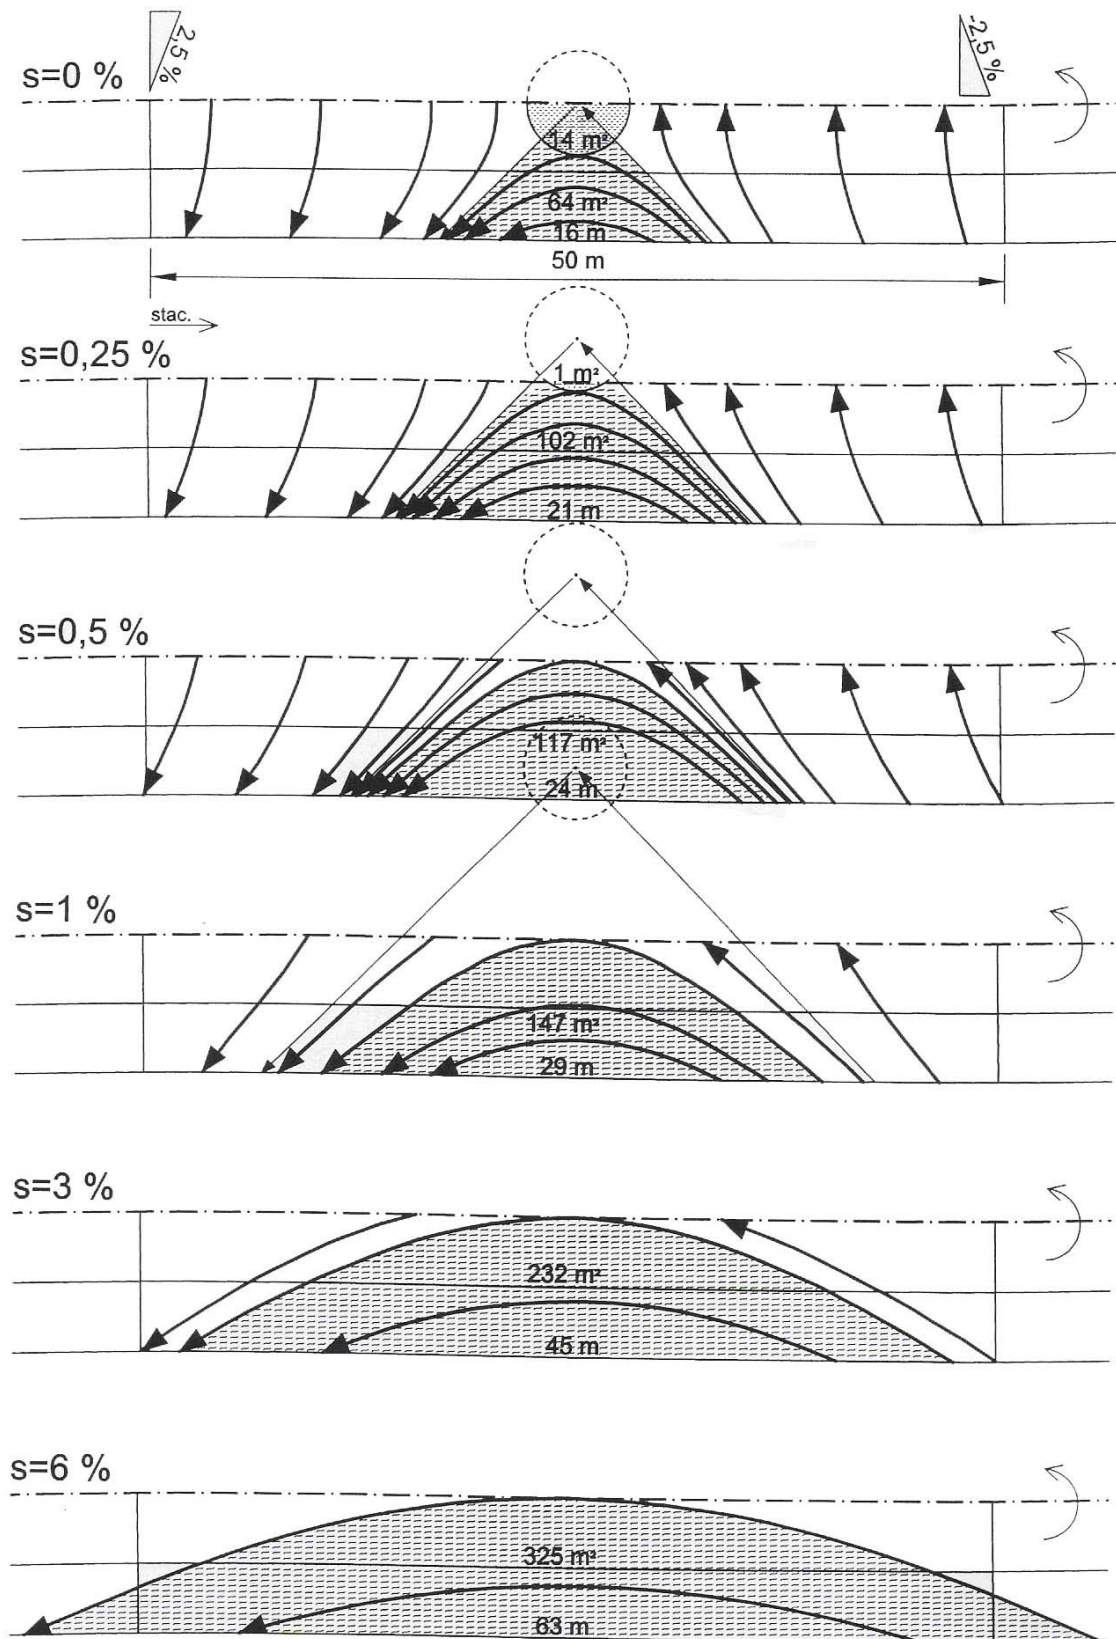 2,5 %
-2,5 %
s=0 %
14 m²
64 m²
16 m
50 m
stac.
s=0,25 %
1 m²
102 m²
21 m
s=0,5 %
117 m²
24 m
s=1 %
147 m²
29 m
s=3 %
232 m²
45 m
s=6 %
325 m²
63 m